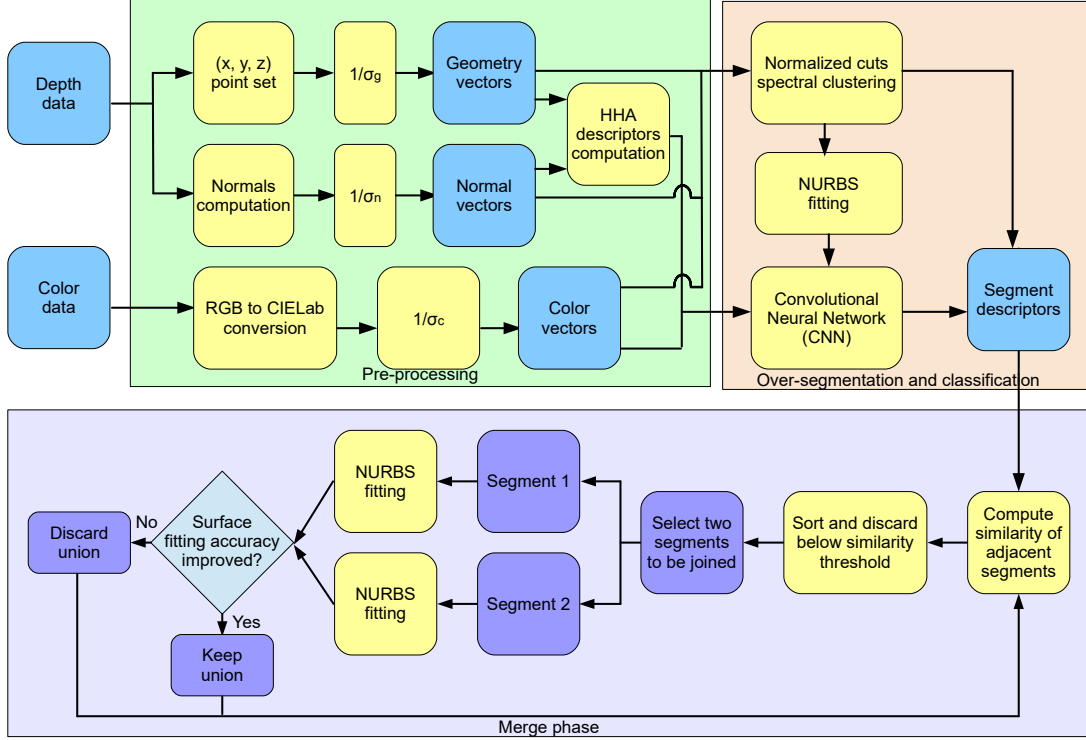 Depth
data
(x, y, z)
point set
1/σg
Geometry
vectors
HHA
descriptors
computation
Normals
computation
1/σn
Normal
vectors
Color
data
RGB to CIELab
conversion
1/σc
Color
vectors
Pre-processing
Normalized cuts
spectral clustering
NURBS
fitting
Convolutional
Neural Network
(CNN)
Segment
descriptors
Over-segmentation and classification
Compute
similarity of
adjacent
segments
Sort and discard
below similarity
threshold
Select two
segments
to be joined
Segment 1
Segment 2
NURBS
fitting
NURBS
fitting
Surface
fitting accuracy
improved?
No
Discard
union
Yes
Keep
union
Merge phase